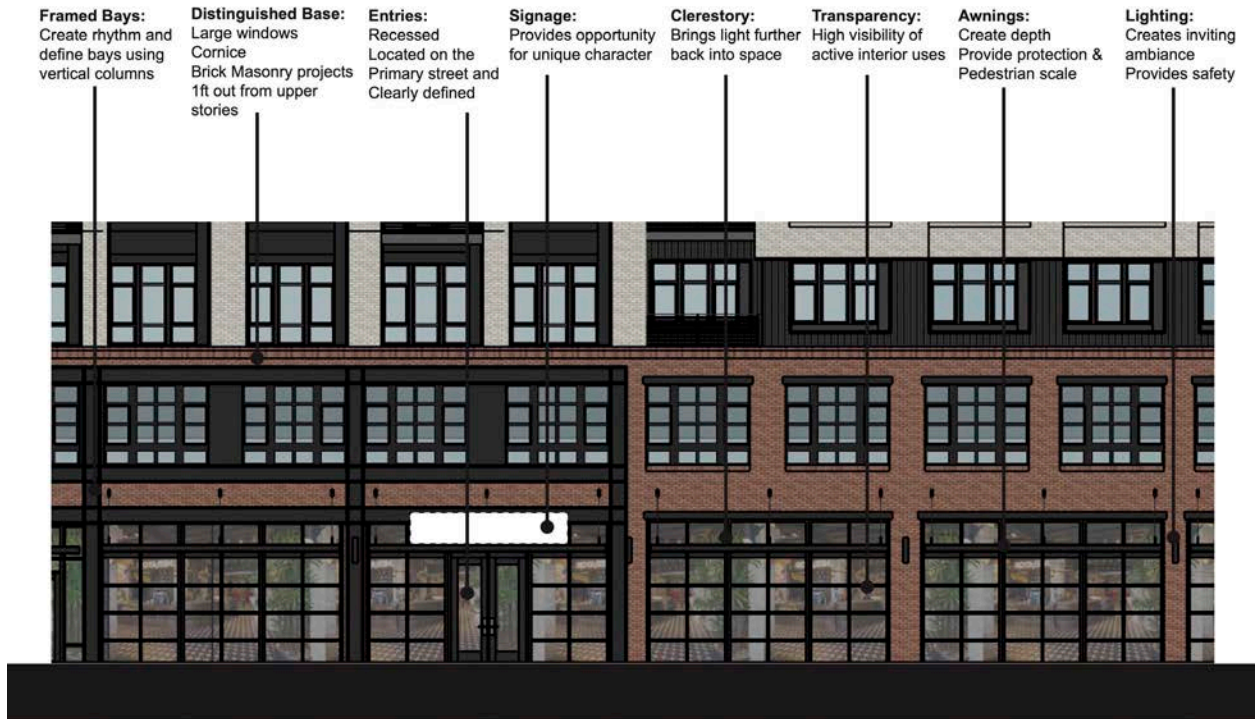 Framed Bays:
Create rhythm and
define bays using
vertical columns
Distinguished Base:
Large windows
Cornice
Brick Masonry projects
1ft out from upper
stories
Entries:
Recessed
Located on the
Primary street and
Clearly defined
Signage:
Provides opportunity
for unique character
Clerestory:
Brings light further
back into space
Transparency:
High visibility of
active interior uses
Awnings:
Create depth
Provide protection &
Pedestrian scale
Lighting:
Creates inviting
ambiance
Provides safety